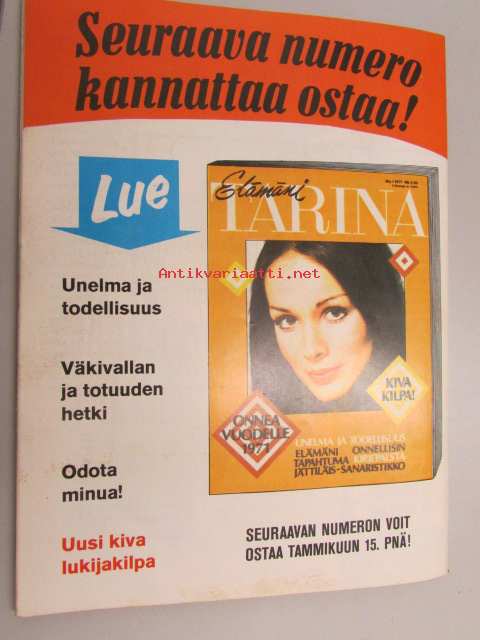 Seuraava numero
kannattaa ostaa!
Lue
Unelma ja
todellisuus
Väkivallan
ja totuuden
hetki
Odota
minua!
Uusi kiva
lukijakilpa
Elämäni
TARINA
Antikvariaatti.net
KIVA
KILPA!
ONNEA
VUODELLE
1971
UNELMA JA TODELLISUUS
ELÄMÄNI ONNELLISIN
TAPAHTUMA KIRJEPALSTA
JÄTTILÄIS-SANARISTIKKO
SEURAAVAN NUMERON VOIT
OSTAA TAMMIKUUN 15. PNÄ!